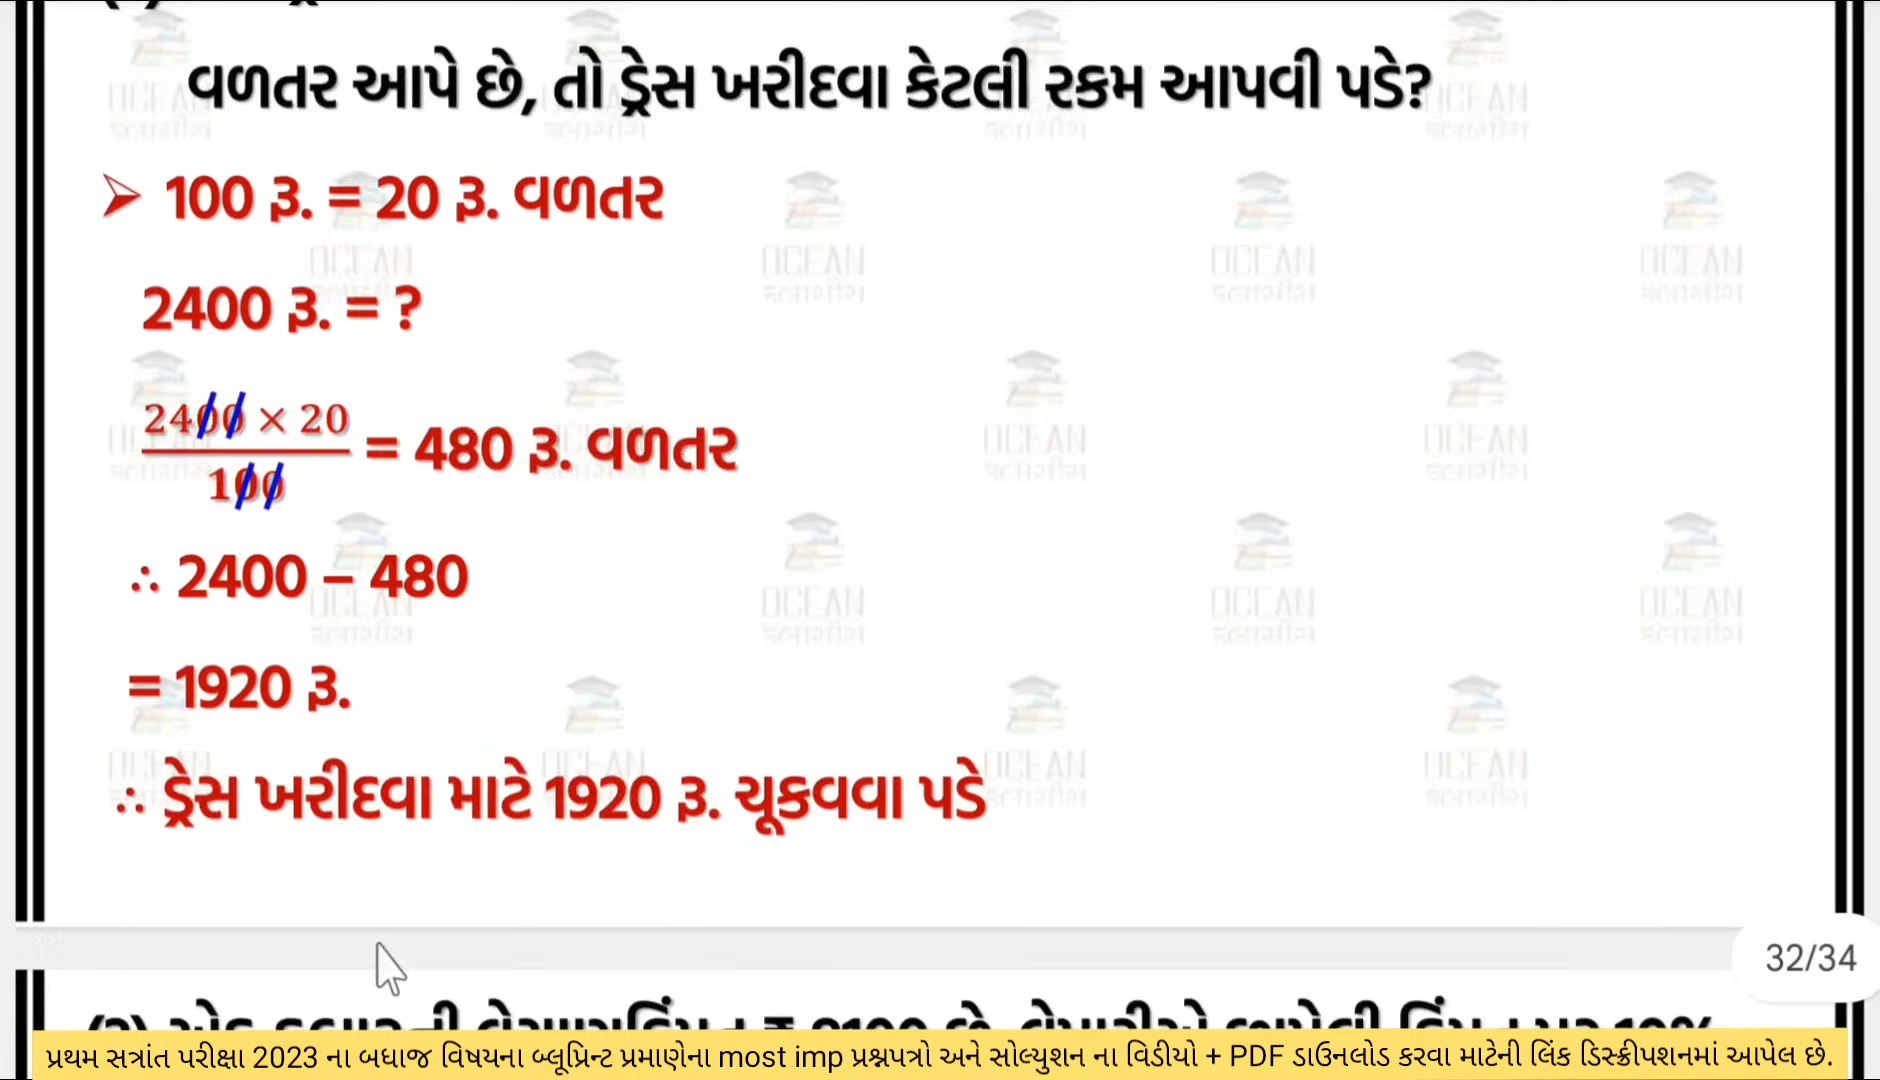 વળતર આપે છે, તો ડ્રેસ ખરીદવા કેટલી રકમ આપવી પડે?
➢ 100 રૂ. = 20 રૂ. વળતર
2400 રૂ. = ?
2400 × 20
100
= 480 રૂ. વળતર
∴ 2400 – 480
= 1920 રૂ.
∴ ડ્રેસ ખરીદવા માટે 1920 રૂ. ચૂકવવા પડે
32/34
પ્રથમ સત્રાંત પરીક્ષા 2023 ના બધાજ વિષયના બ્લૂપ્રિન્ટ પ્રમાણેના most imp પ્રશ્નપત્રો અને સોલ્યુશન ના વિડીયો + PDF ડાઉનલોડ કરવા માટેની લિંક ડિસ્ક્રીપશનમાં આપેલ છે.